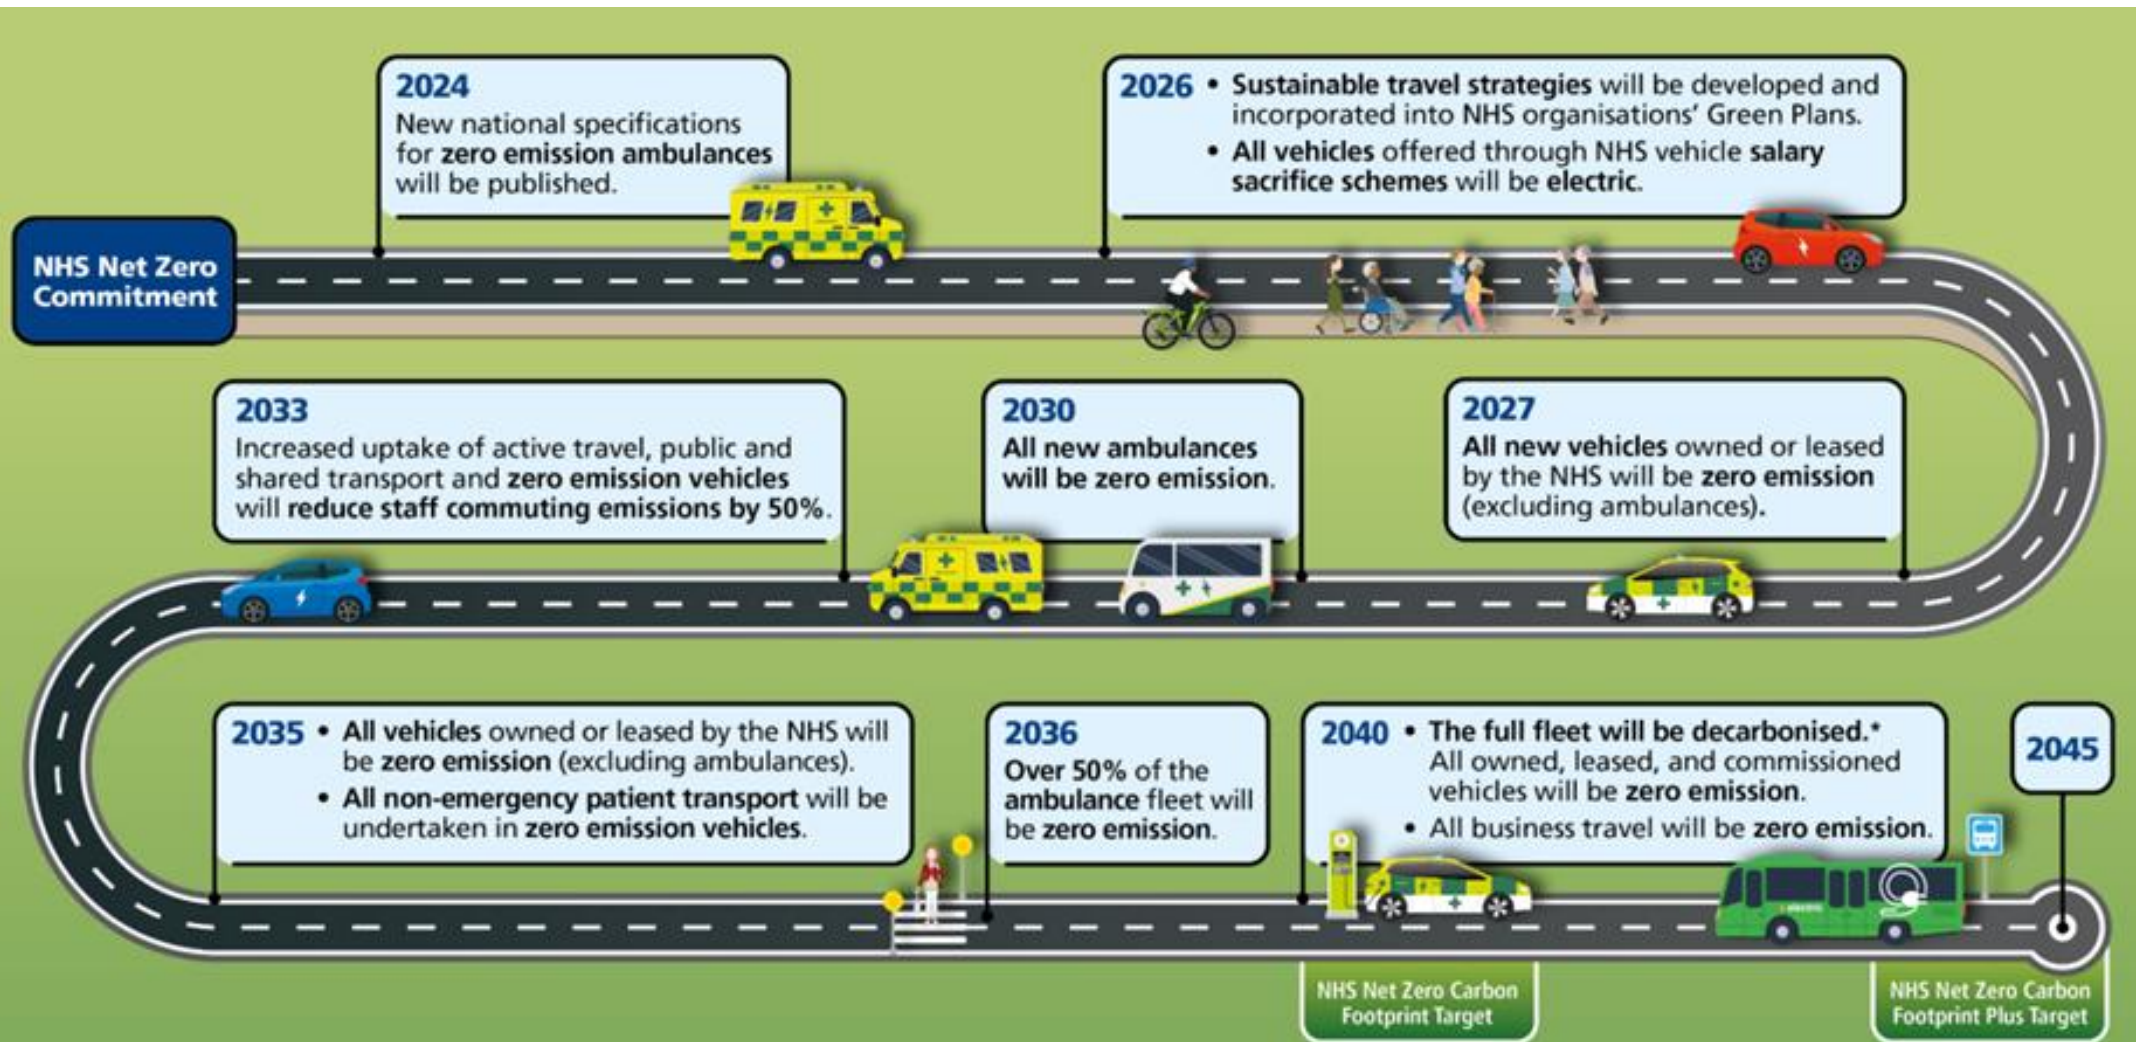 2024
New national specifications
for zero emission ambulances
will be published.
2026 • Sustainable travel strategies will be developed and
incorporated into NHS organisations' Green Plans.
• All vehicles offered through NHS vehicle salary
sacrifice schemes will be electric.
NHS Net Zero
Commitment
2027
All new vehicles owned or leased
by the NHS will be zero emission
(excluding ambulances).
2030
All new ambulances
will be zero emission.
2033
Increased uptake of active travel, public and
shared transport and zero emission vehicles
will reduce staff commuting emissions by 50%.
2035 • All vehicles owned or leased by the NHS will
be zero emission (excluding ambulances).
• All non-emergency patient transport will be
undertaken in zero emission vehicles.
2036
Over 50% of the
ambulance fleet will
be zero emission.
2040 • The full fleet will be decarbonised.*
All owned, leased, and commissioned
vehicles will be zero emission.
• All business travel will be zero emission.
2045
electric
NHS Net Zero Carbon
Footprint Target
NHS Net Zero Carbon
Footprint Plus Target